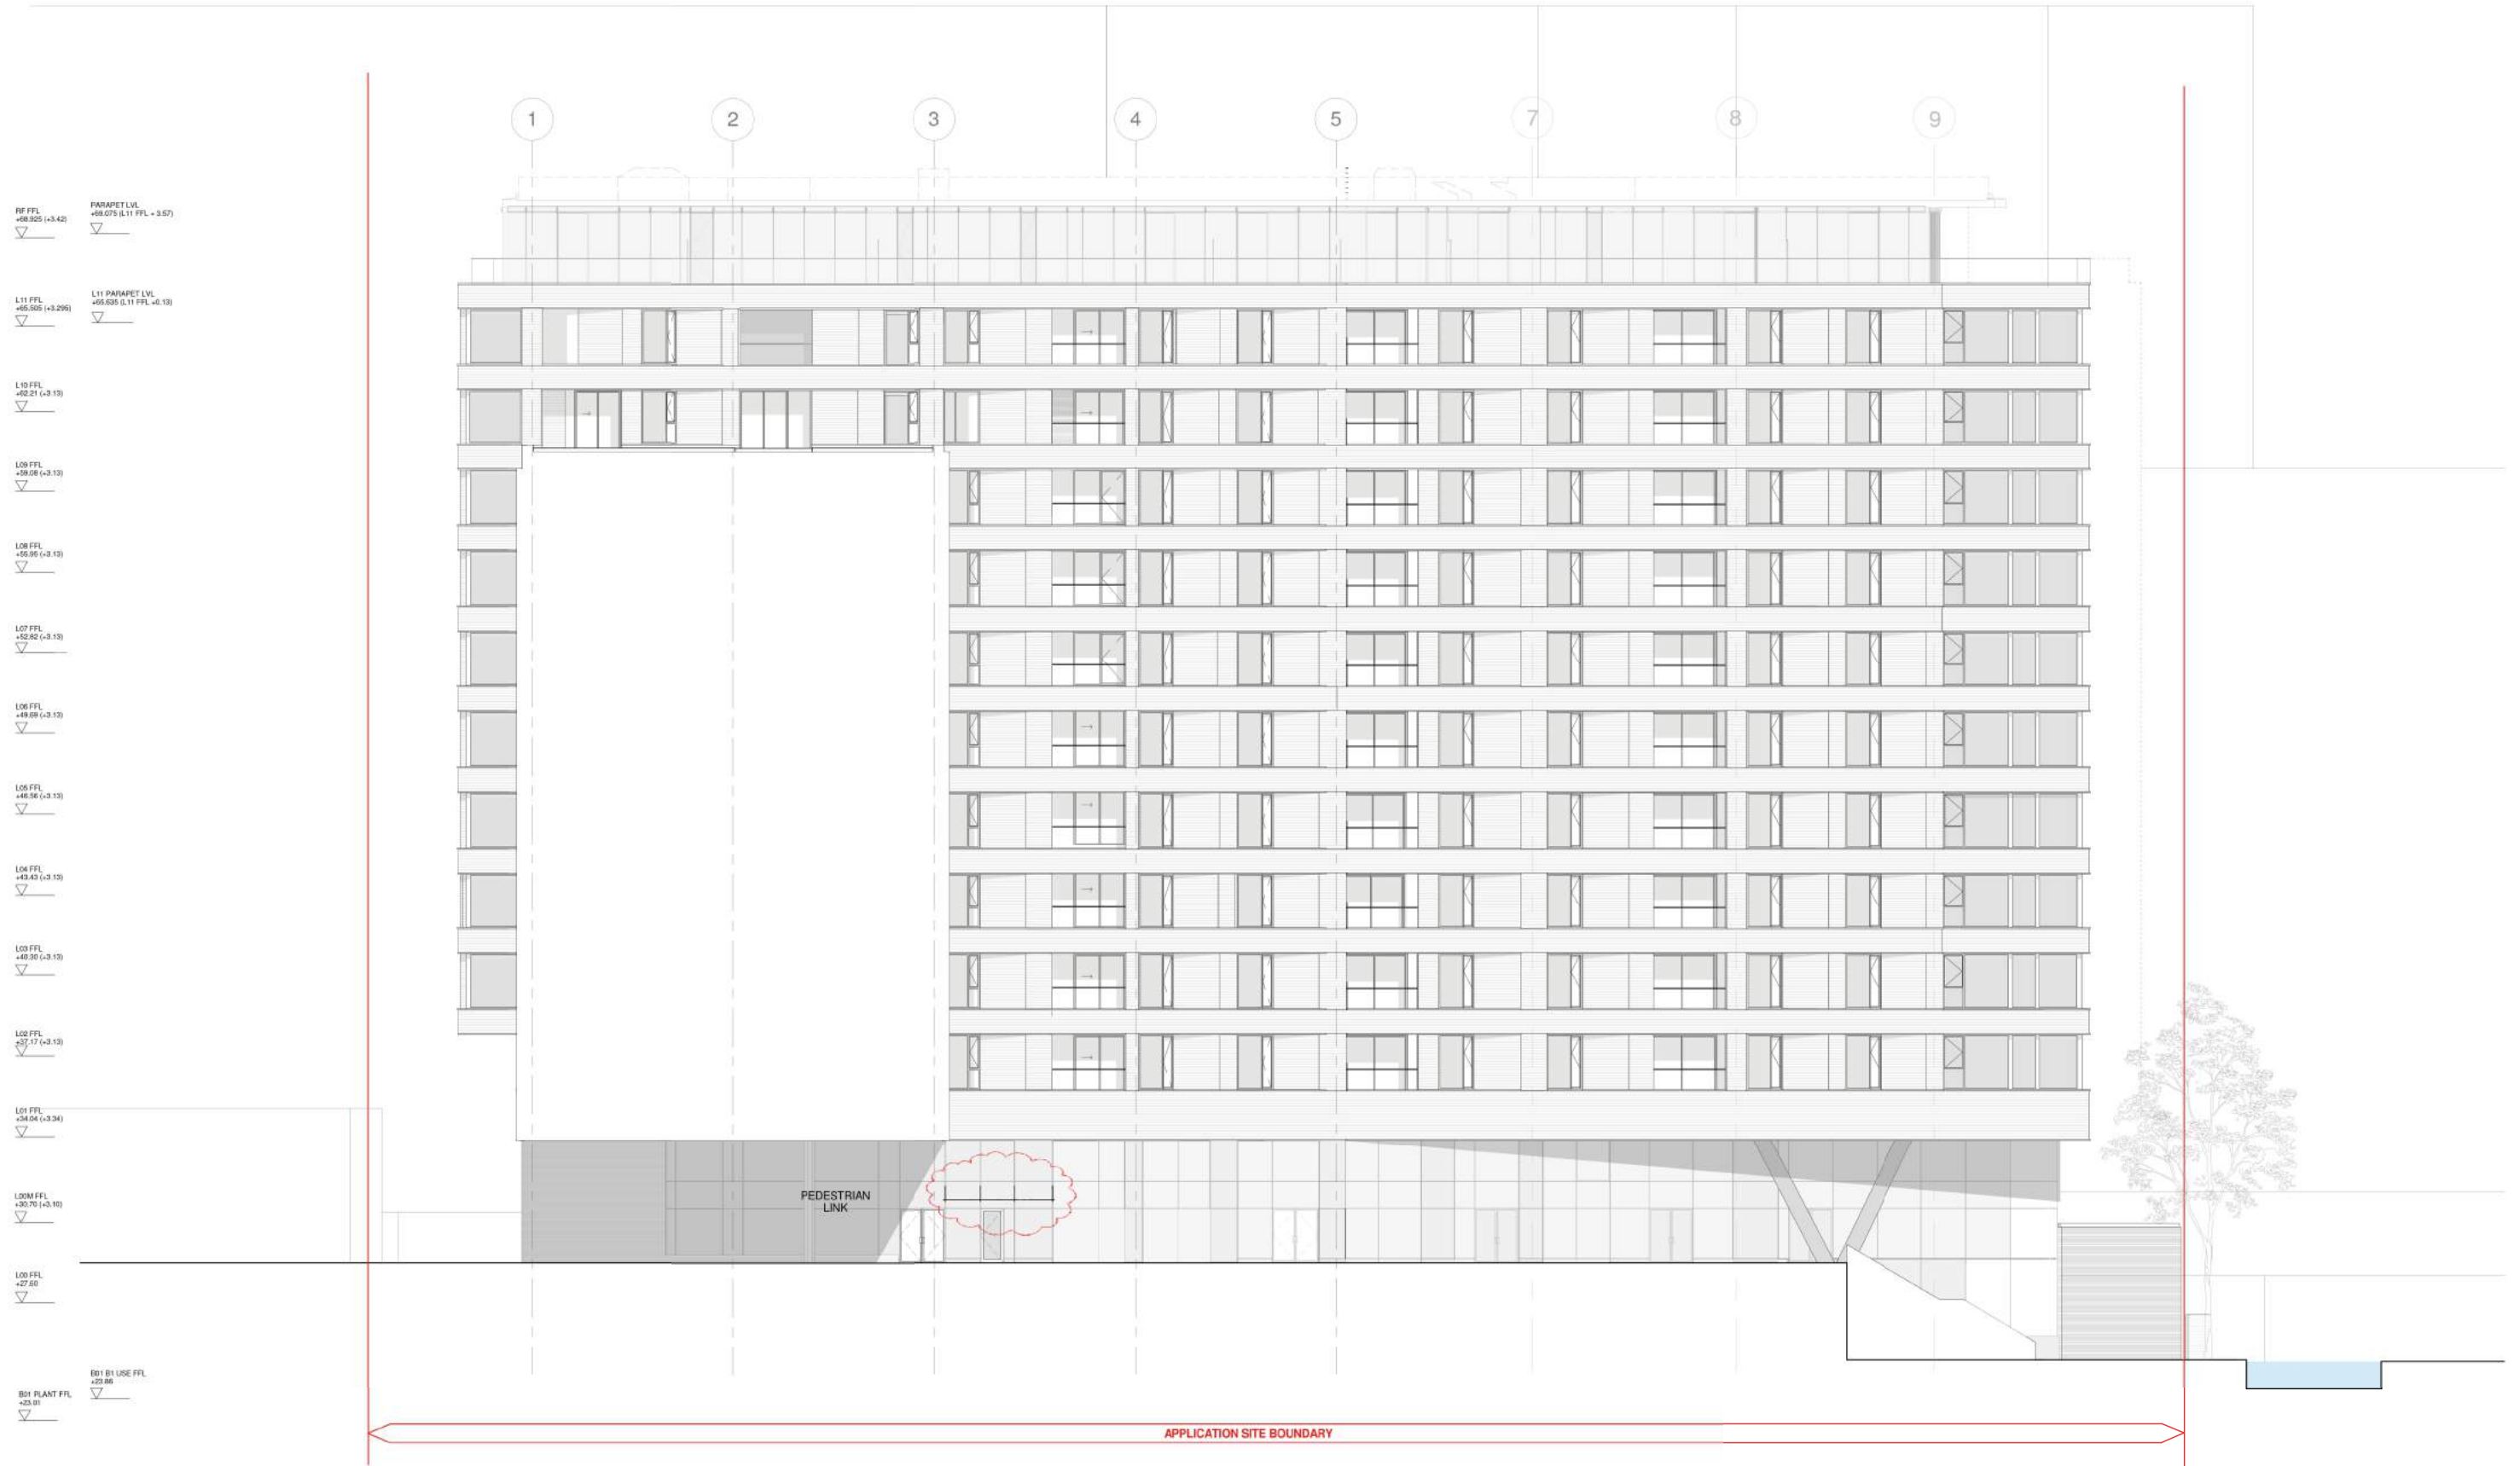 1 2 3 4 5 7 8 9
RF FFL
+68.925 (+3.42)
PARAPET LVL
+69.075 (L11 FFL + 3.57)
L11 FFL
+65.505 (+3.295)
L11 PARAPET LVL
+65.635 (L11 FFL +0.13)
L10 FFL
+62.21 (+3.13)
L09 FFL
+59.08 (+3.13)
L08 FFL
+55.95 (+3.13)
L07 FFL
+52.82 (+3.13)
L06 FFL
+49.69 (+3.13)
L05 FFL
+46.56 (+3.13)
L04 FFL
+43.43 (+3.13)
L03 FFL
+40.30 (+3.13)
L02 FFL
+37.17 (+3.13)
L01 FFL
+34.04 (+3.34)
L00M FFL
+30.70 (+3.10)
PEDESTRIAN
LINK
L00 FFL
+27.60
B01 B1 USE FFL
+23.86
B01 PLANT FFL
+23.01
APPLICATION SITE BOUNDARY